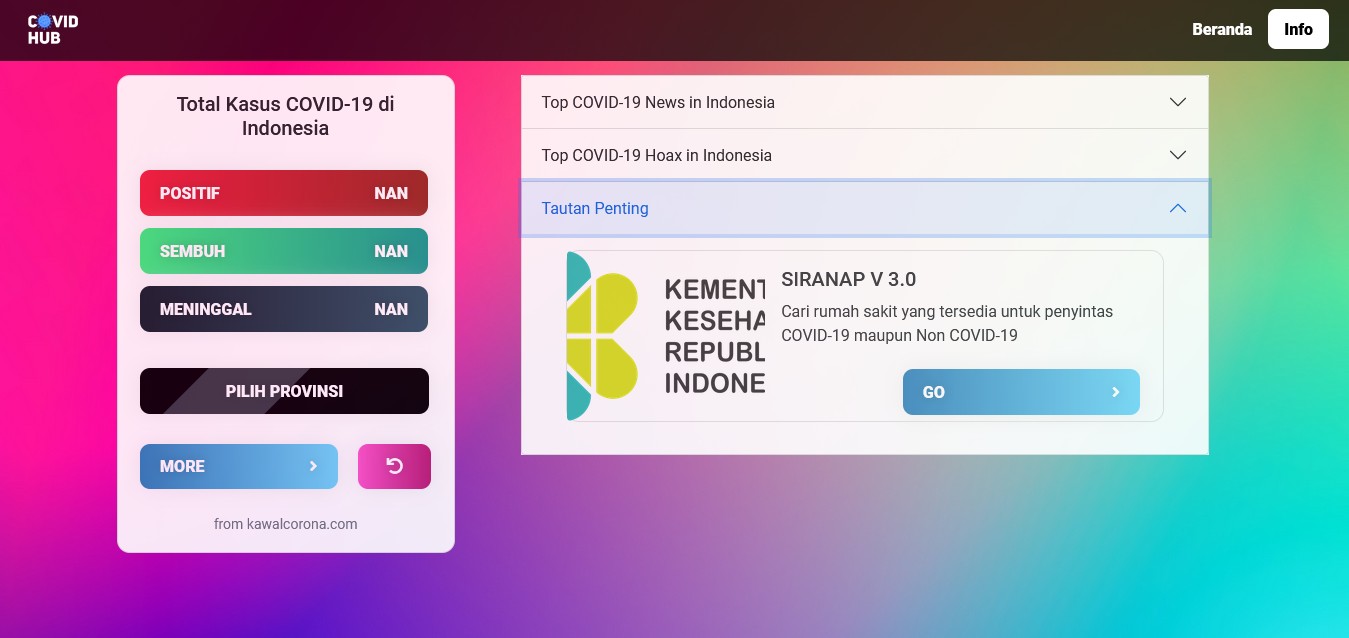 COVID
HUB
Beranda
Info
Total Kasus COVID-19 di
Indonesia
POSITIF NAN
SEMBUH NAN
MENINGGAL NAN
PILIH PROVINSI
MORE
from kawalcorona.com
Top COVID-19 News in Indonesia
Top COVID-19 Hoax in Indonesia
Tautan Penting
KEMENT
KESEHA
REPUBL
INDONE
SIRANAP V 3.0
Cari rumah sakit yang tersedia untuk penyintas
COVID-19 maupun Non COVID-19
GO